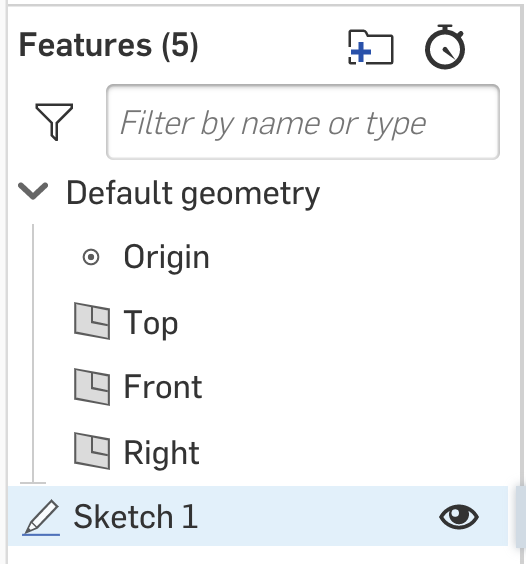 Features (5)
Filter by name or type
Default geometry
Origin
Top
Front
Right
Sketch 1